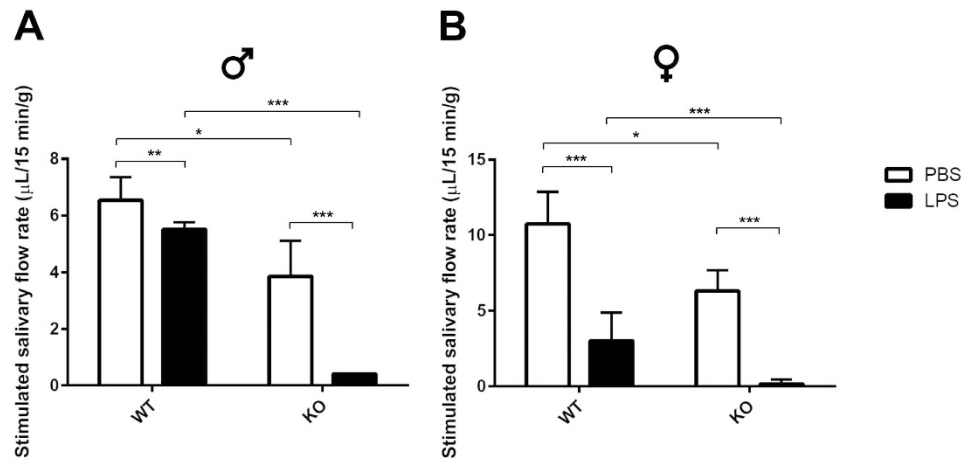 A
♂
Stimulated salivary flow rate (μL/15 min/g)
***
*
**
***
8
6
4
2
0
WT
KO
B
♀
Stimulated salivary flow rate (μL/15 min/g)
***
*
***
***
15
10
5
0
WT
KO
PBS
LPS